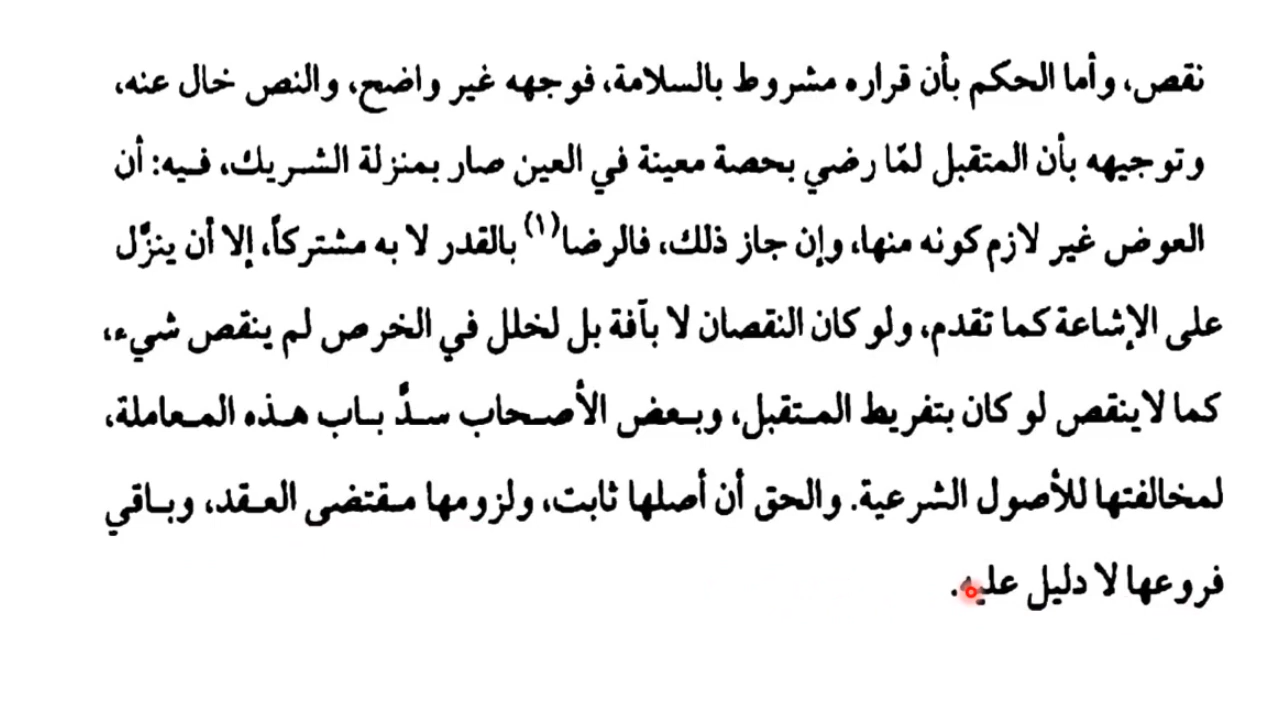 نقص، وأما الحكم بأن قراره مشروط بالسلامة، فوجهه غير واضح، والنص خال عنه،
وتوجيهه بأن المتقبل لمّا رضي بحصة معينة في العين صار بمنزلة الشريك، فيه: أن
العوض غير لازم كونه منها، وإن جاز ذلك، فالرضا(١) بالقدر لا به مشتركاً، إلا أن ينزَّل
على الإشاعة كما تقدم، ولو كان النقصان لا بآفة بل لخلل في الخرص لم ينقص شيء،
كما لاينقص لو كان بتفريط المتقبل، وبعض الأصحاب سدَّ باب هذه المعاملة،
لمخالفتها للأصول الشرعية. والحق أن أصلها ثابت، ولزومها مقتضى العقد، وباقي
فروعها لا دليل عليه.